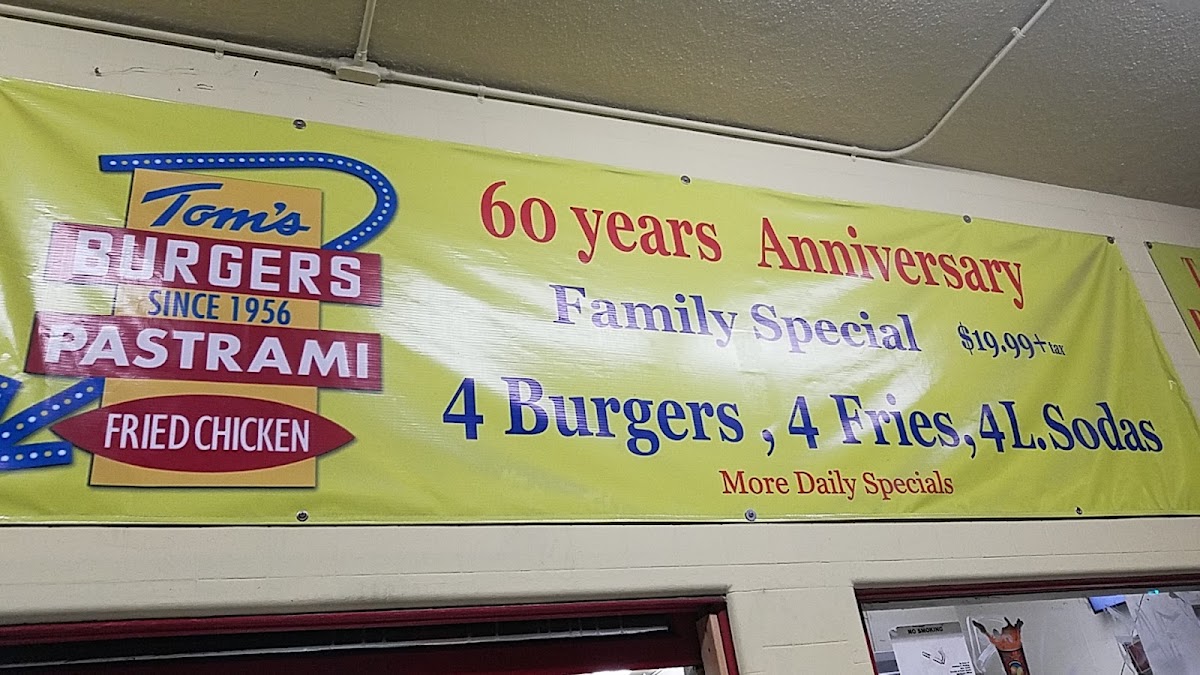 Tom's
BURGERS
SINCE 1956
PASTRAMI
FRIED CHICKEN
60 years Anniversary
Family Special $19.99+tax
4 Burgers, 4 Fries, 4 L. Sodas
More Daily Specials
NO SMOKING